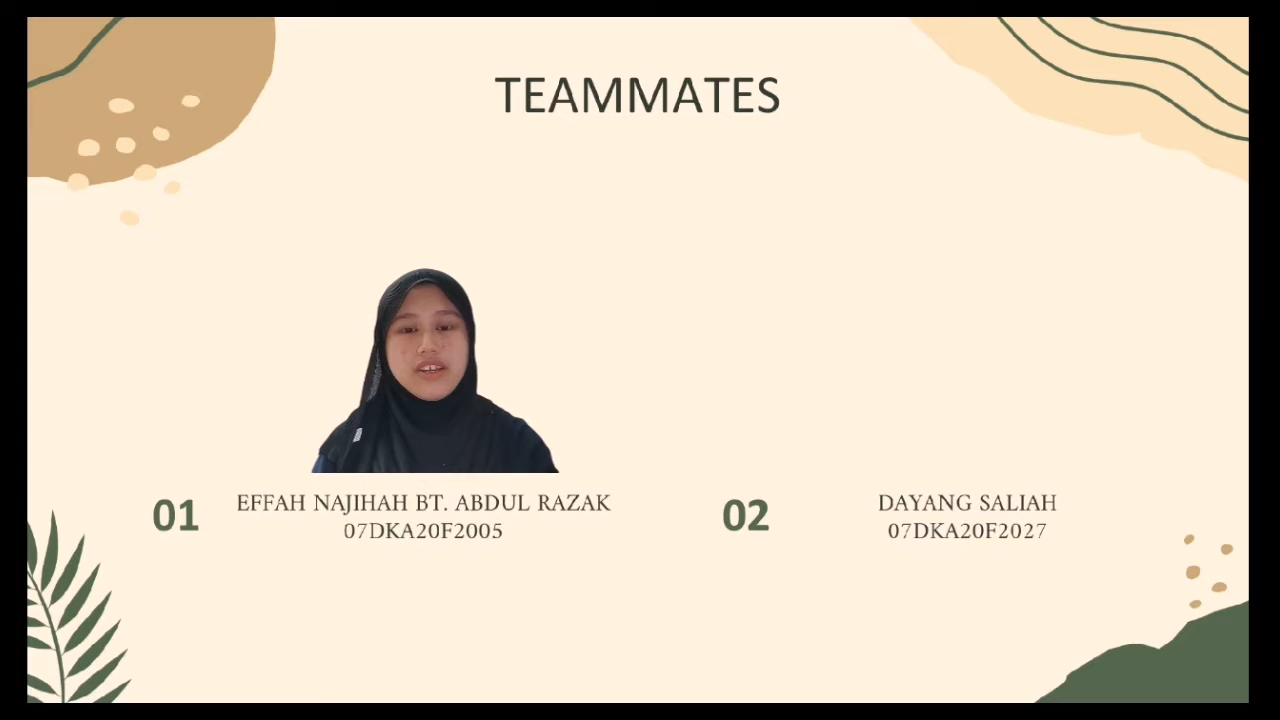 TEAMMATES
01
EFFAH NAJIHAH BT. ABDUL RAZAK
07DKA20F2005
02
DAYANG SALIAH
07DKA20F2027